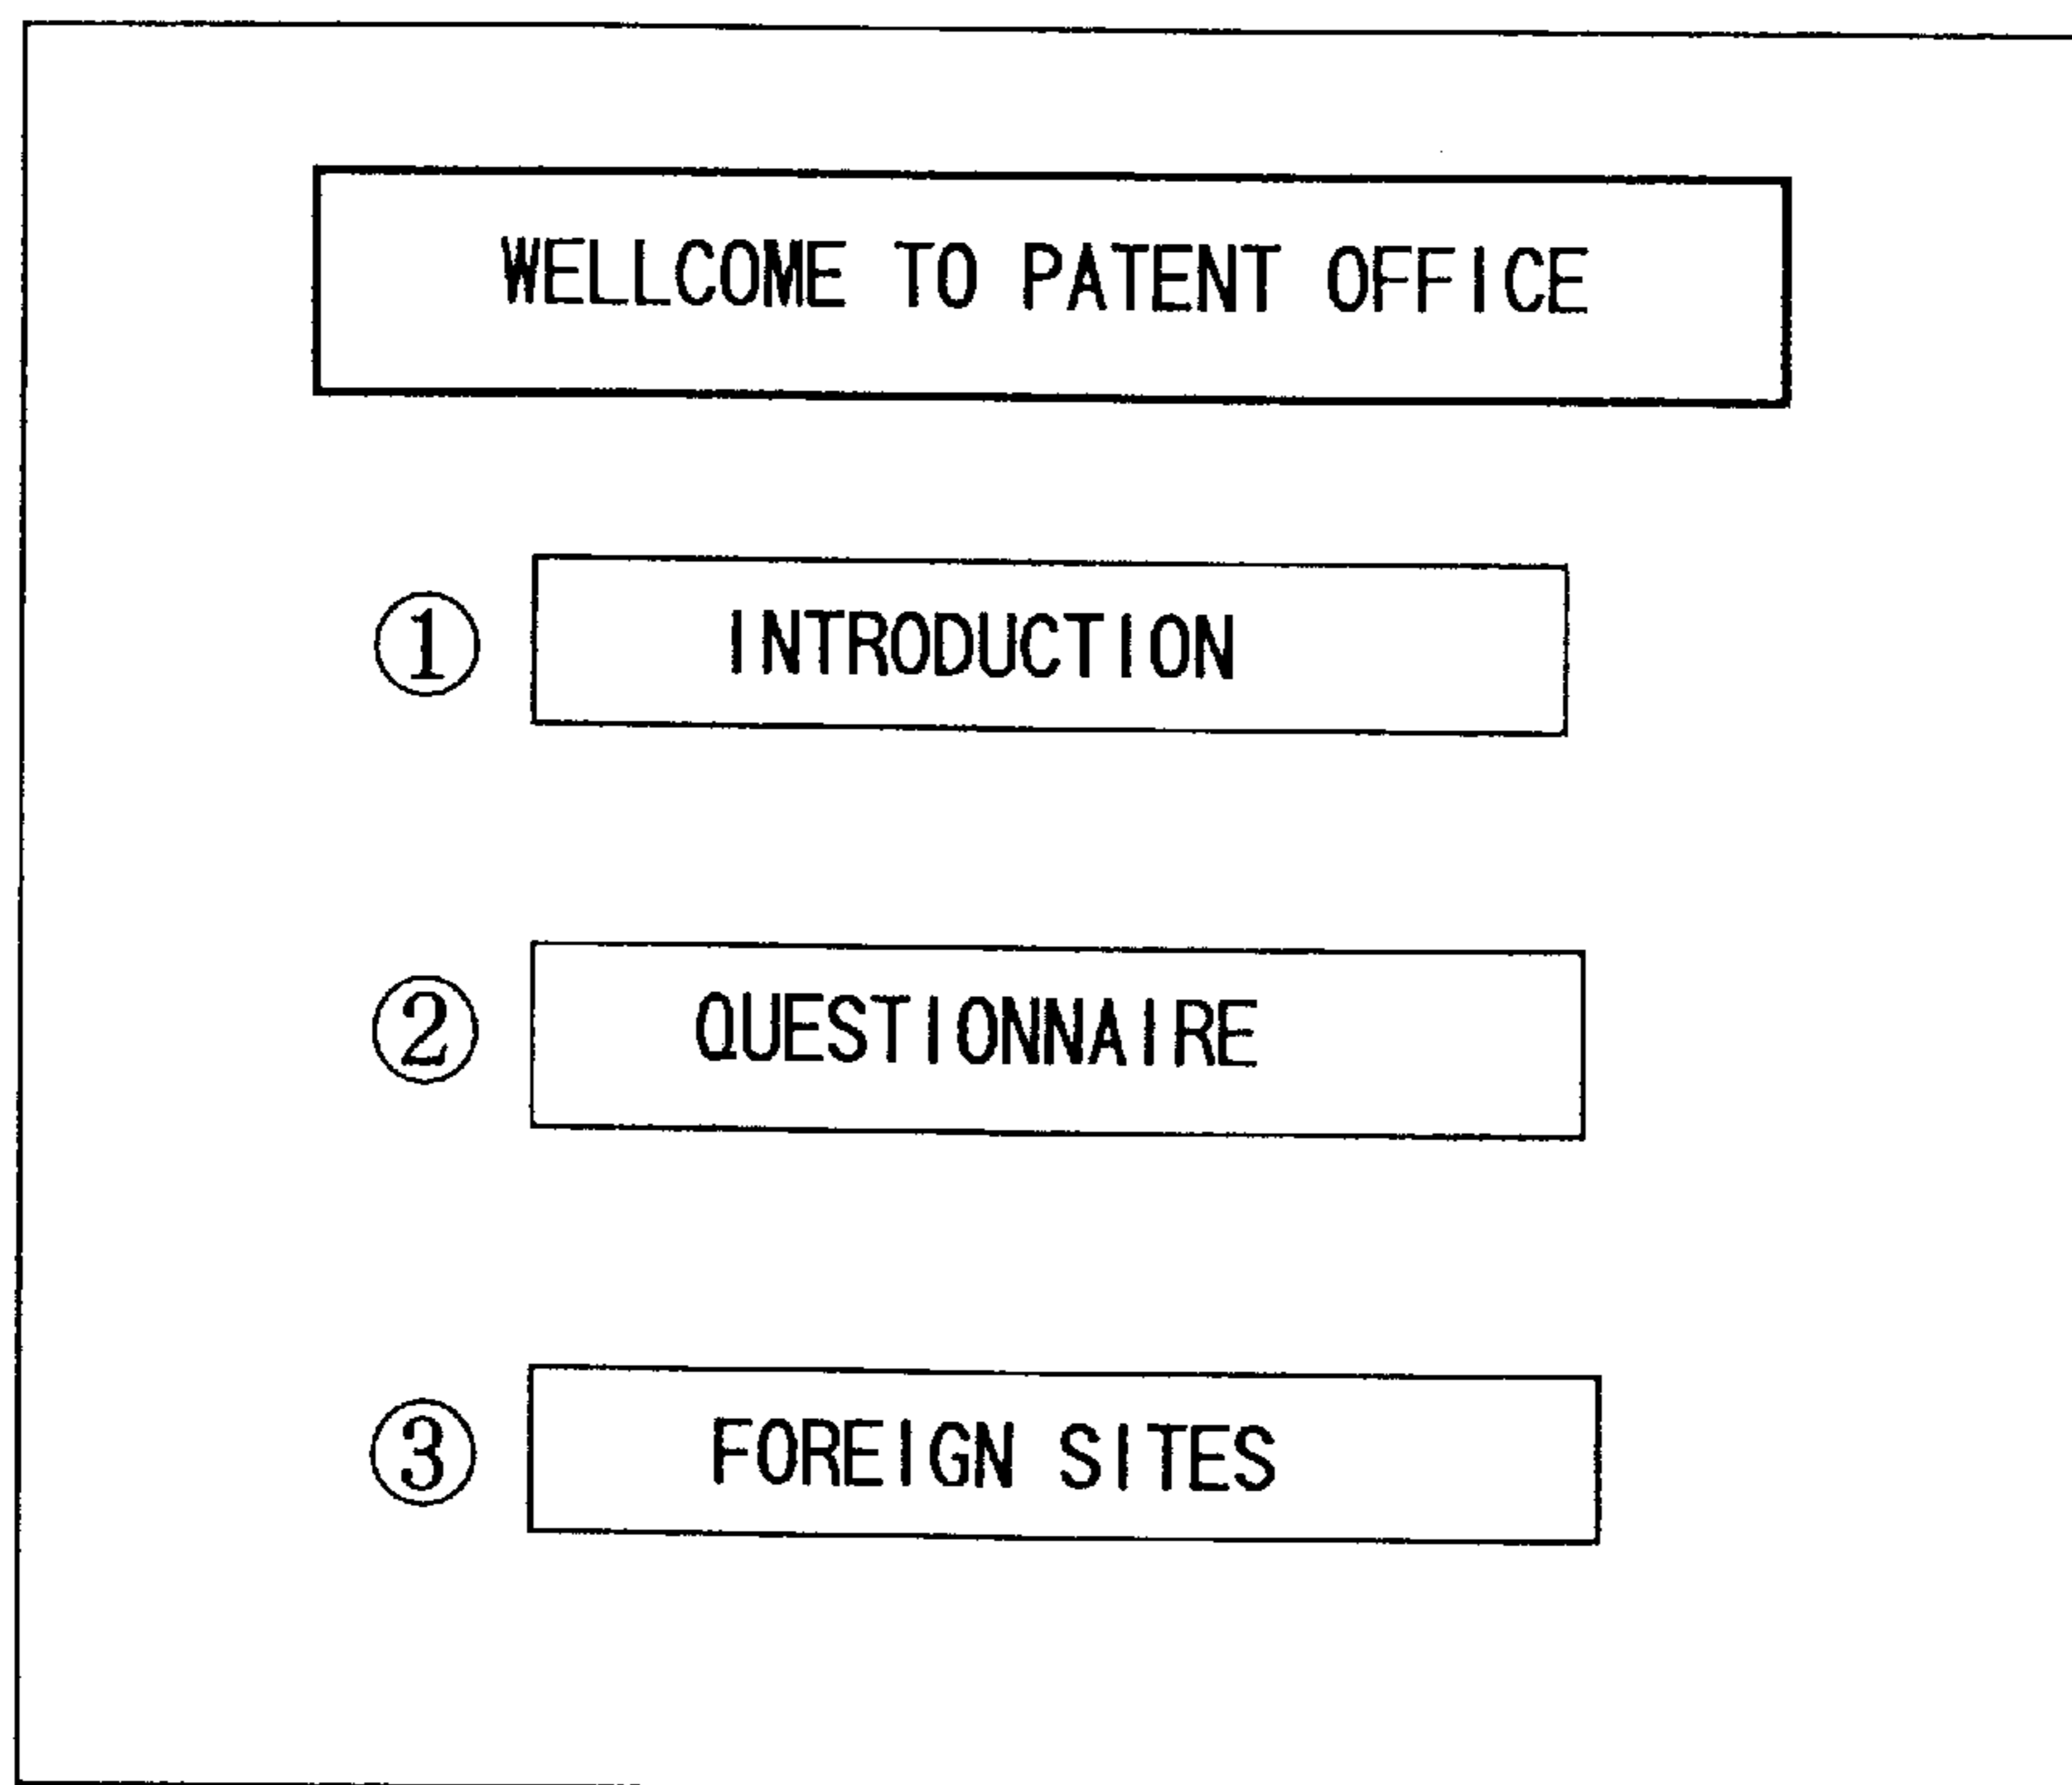 WELLCOME TO PATENT OFFICE
① INTRODUCTION
② QUESTIONNAIRE
③ FOREIGN SITES